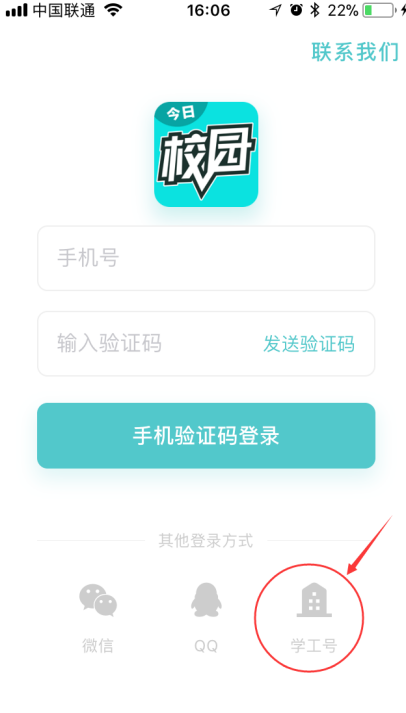 中国联通 16:06 22%
联系我们
今日
校园
手机号
输入验证码 发送验证码
手机验证码登录
其他登录方式
微信 QQ 学工号